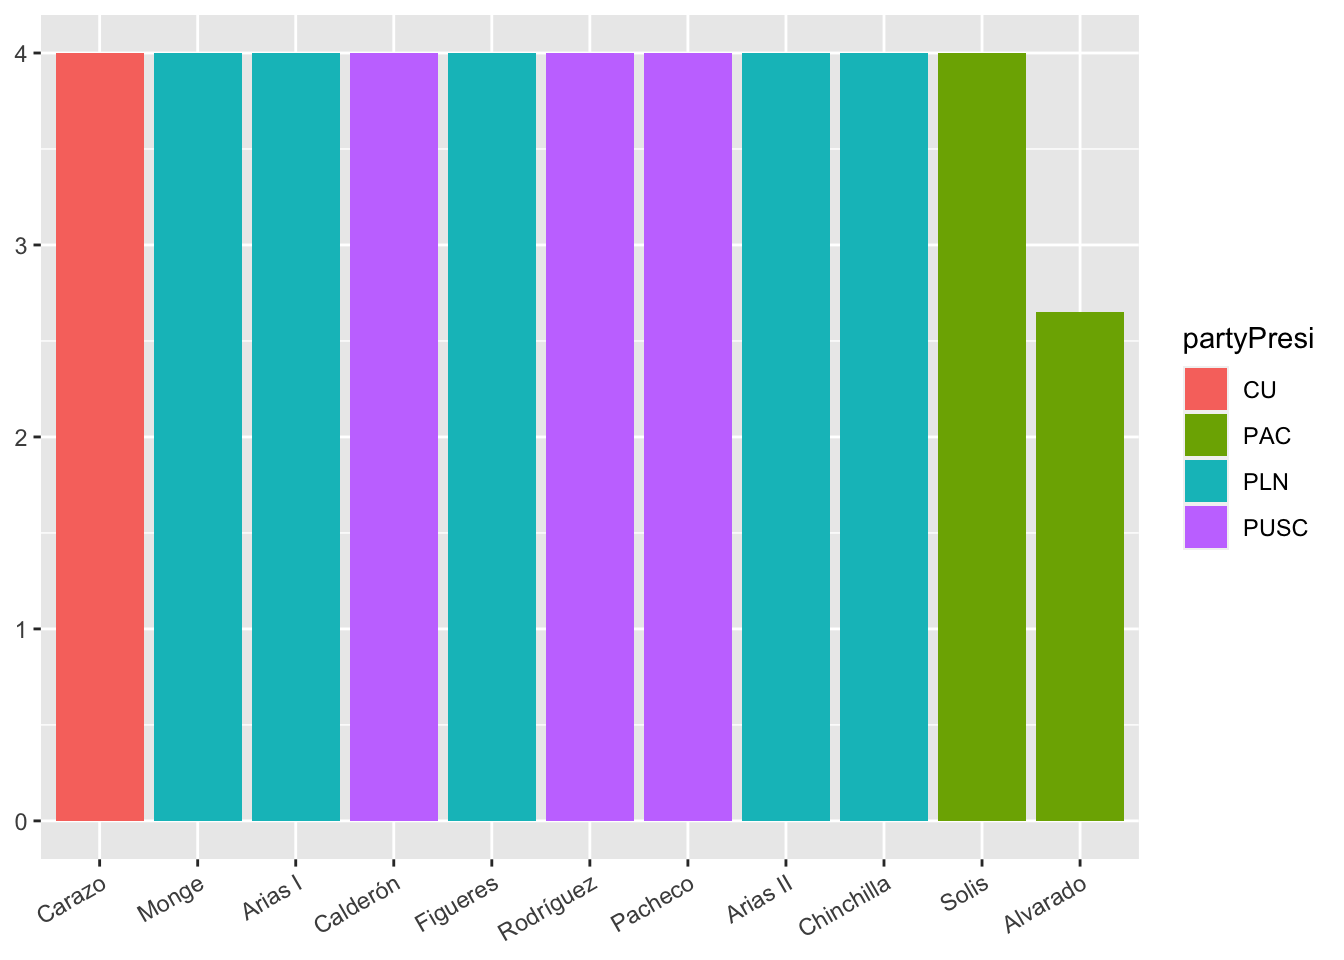 4
3
2
1
0
Carazo
Monge
Arias I
Calderón
Figueres
Rodríguez
Pacheco
Arias II
Chinchilla
Solis
Alvarado
partyPresi
CU
PAC
PLN
PUSC